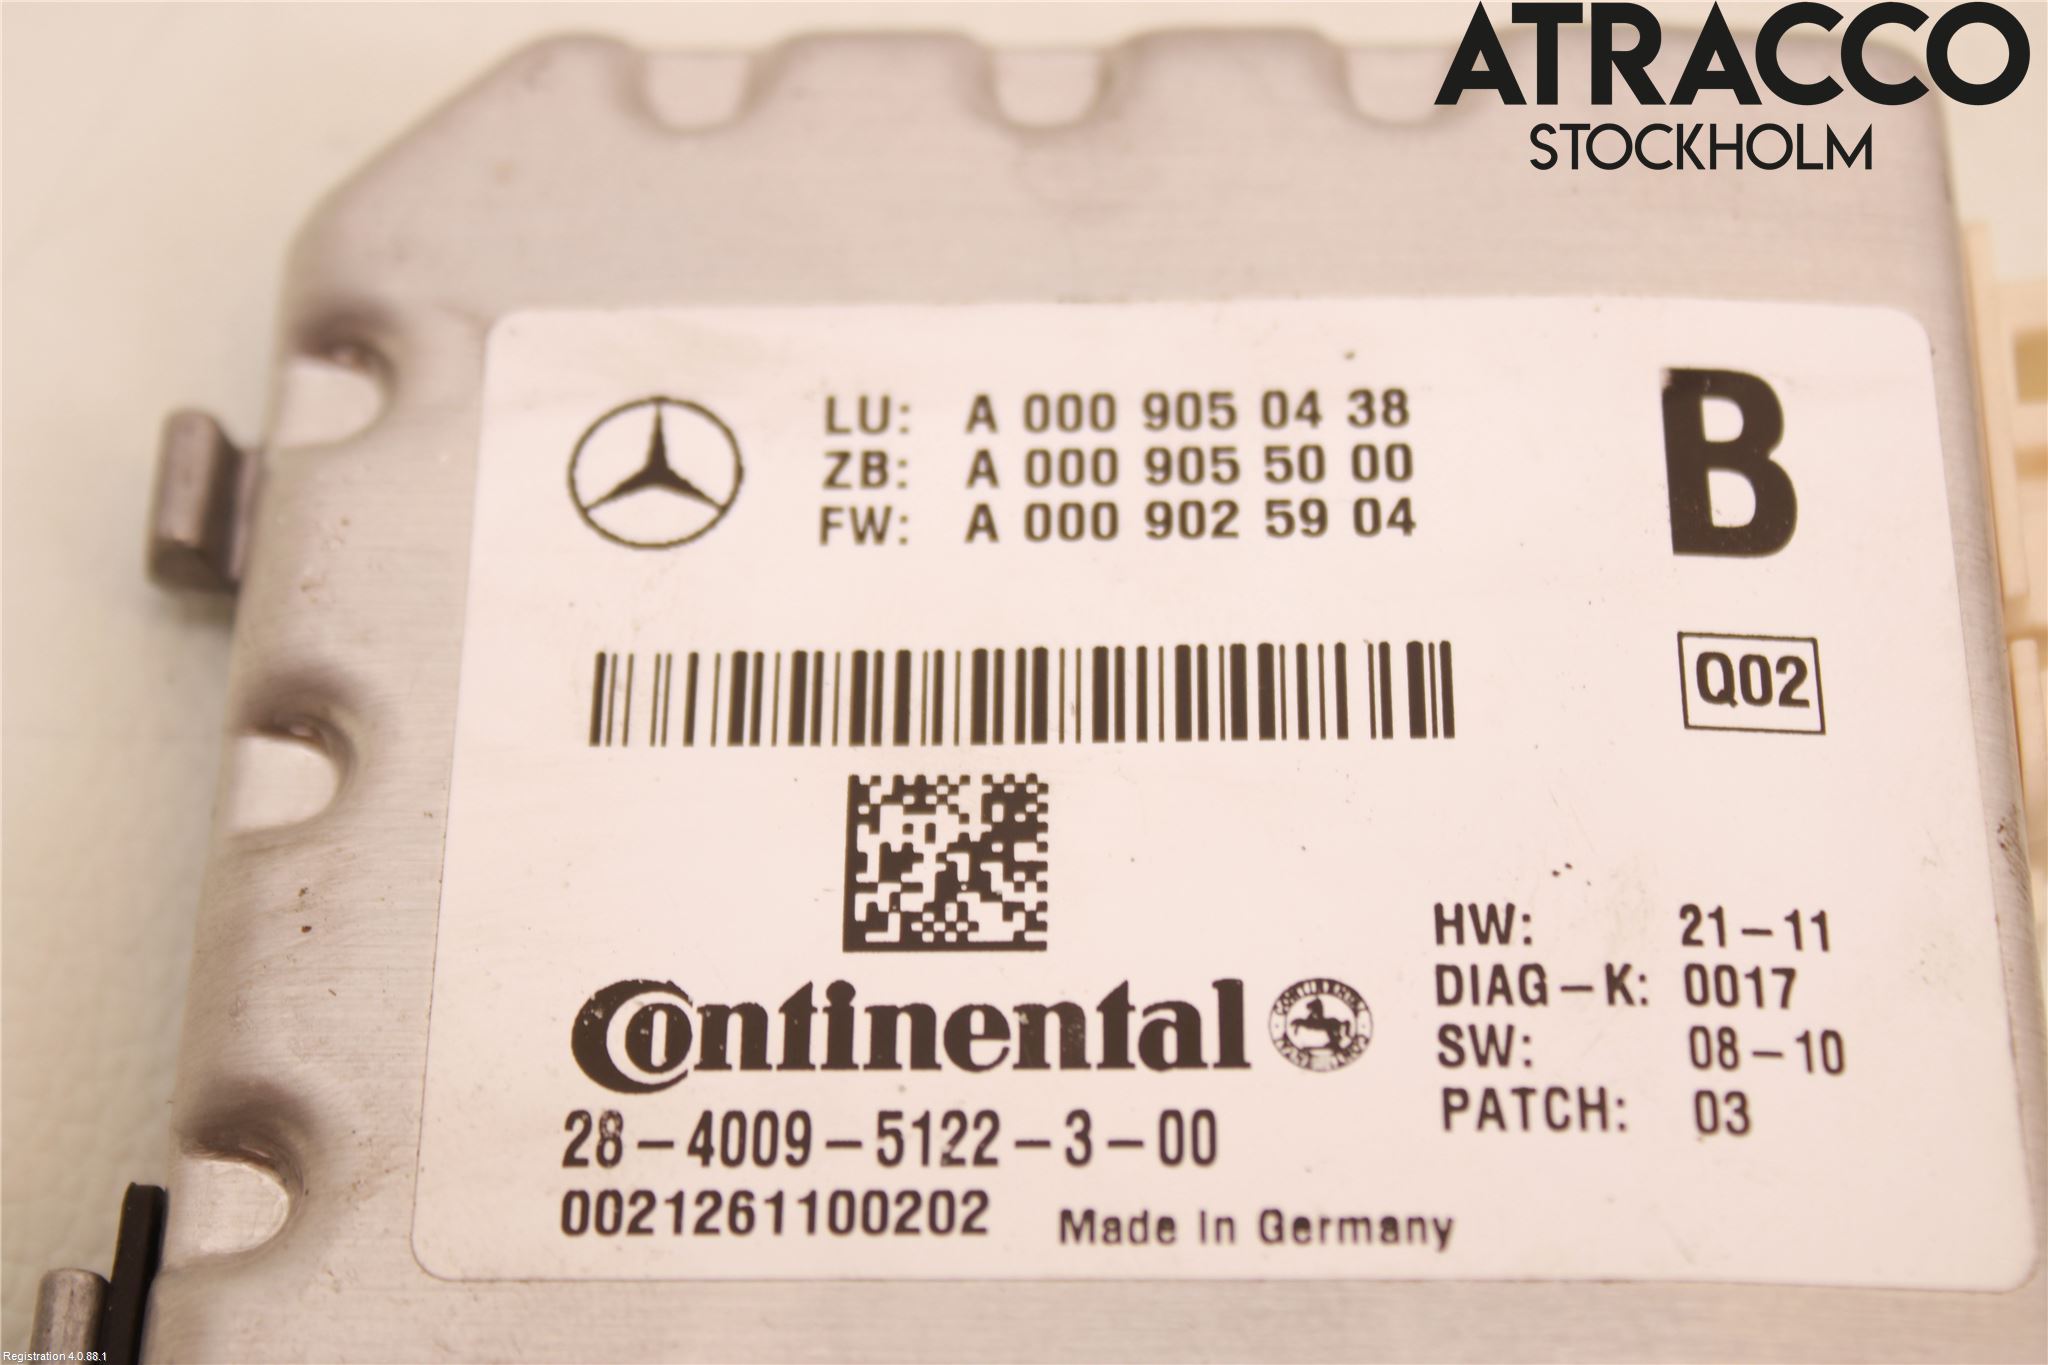 ATRACCO
STOCKHOLM
LU: A 000 905 04 38
ZB: A 000 905 50 00
FW: A 000 902 59 04
B
Q02
HW: 21-11
DIAG-K: 0017
SW: 08-10
PATCH: 03
Continental
28-4009-5122-3-00
0021261100202
Made In Germany
Registration 4.0.88.1